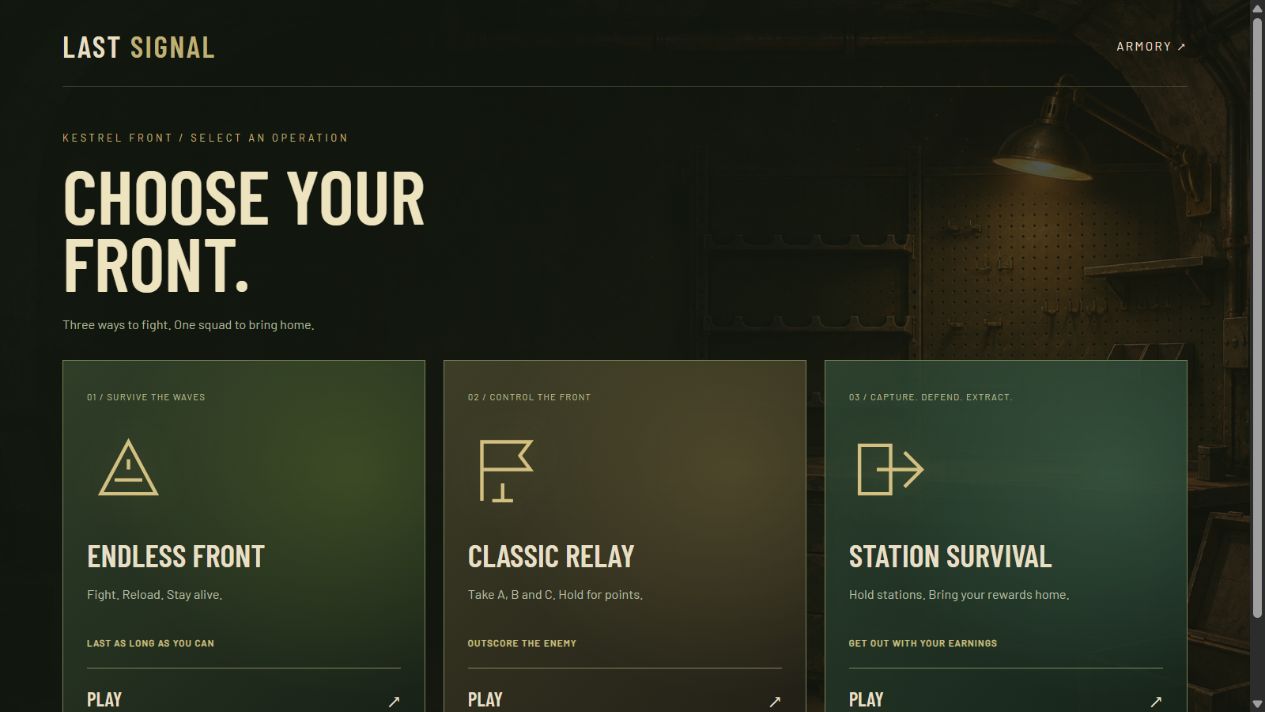 LAST SIGNAL
ARMORY ↗
KESTREL FRONT / SELECT AN OPERATION
CHOOSE YOUR
FRONT.
Three ways to fight. One squad to bring home.
01 / SURVIVE THE WAVES
ENDLESS FRONT
Fight. Reload. Stay alive.
LAST AS LONG AS YOU CAN
PLAY ↗
02 / CONTROL THE FRONT
CLASSIC RELAY
Take A, B and C. Hold for points.
OUTSCORE THE ENEMY
PLAY ↗
03 / CAPTURE. DEFEND. EXTRACT.
STATION SURVIVAL
Hold stations. Bring your rewards home.
GET OUT WITH YOUR EARNINGS
PLAY ↗